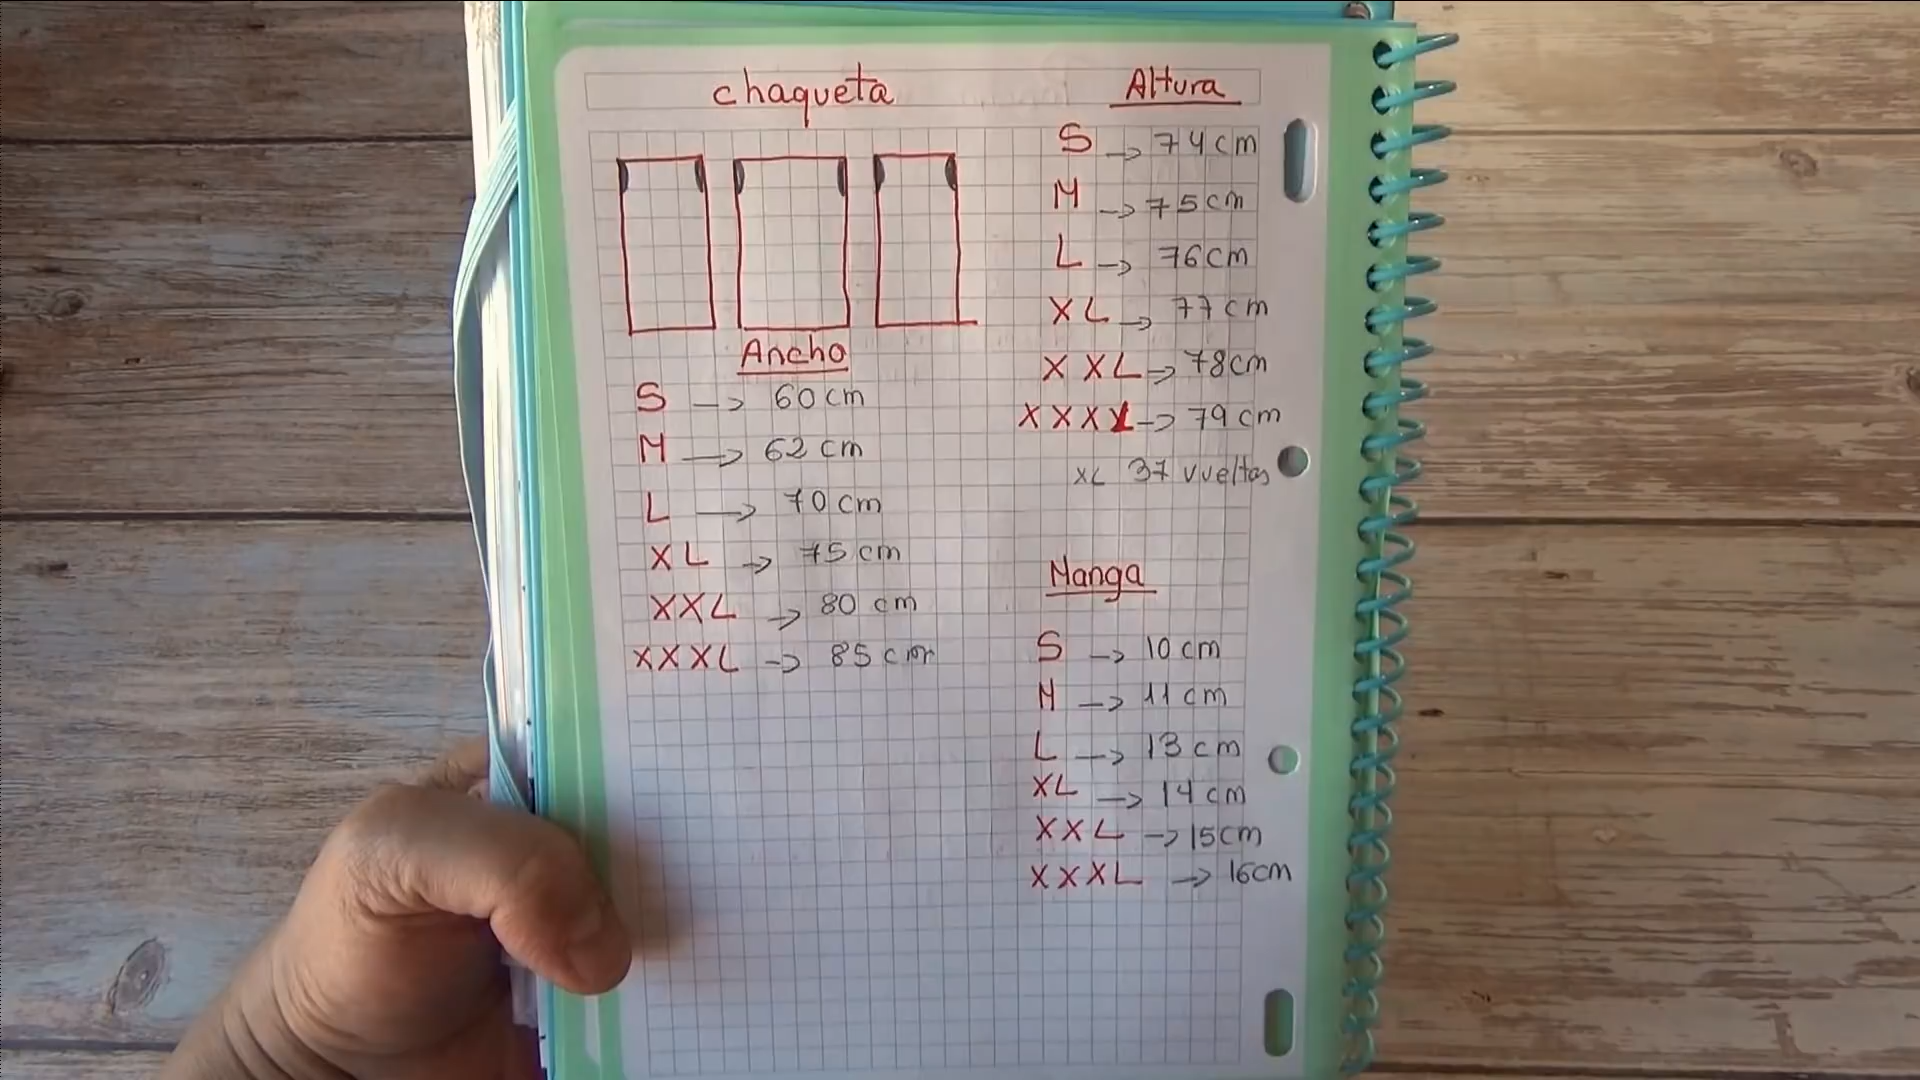 chaqueta
Ancho
S -> 60 cm
M -> 62 cm
L -> 70 cm
XL -> 75 cm
XXL -> 80 cm
XXXL -> 85 cm
Altura
S -> 74 cm
M -> 75 cm
L -> 76 cm
XL -> 77 cm
XXL -> 78 cm
XXXL -> 79 cm
XL 37 vueltas
Manga
S -> 10 cm
M -> 11 cm
L -> 13 cm
XL -> 14 cm
XXL -> 15 cm
XXXL -> 16 cm